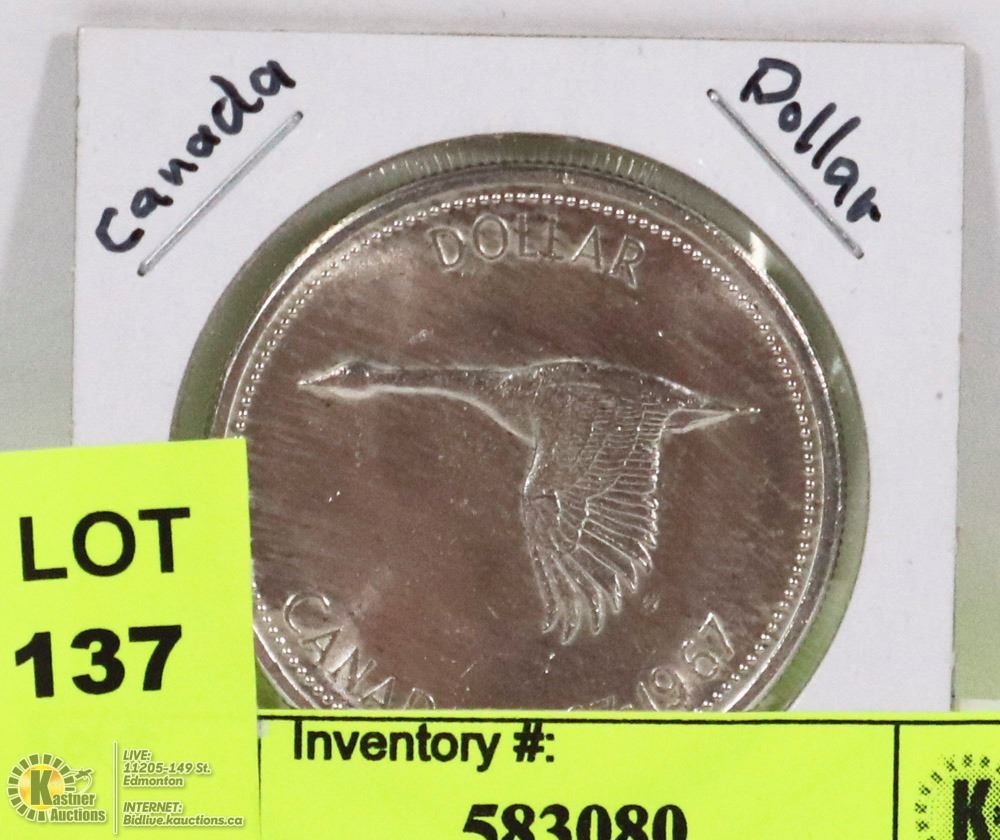 Canada
Dollar
DOLLAR
CANAD
67-1967
LOT
137
Inventory #:
583080
K
Kastner
Auctions
LIVE:
11205-149 St.
Edmonton
INTERNET:
Bidlive.kauctions.ca
K